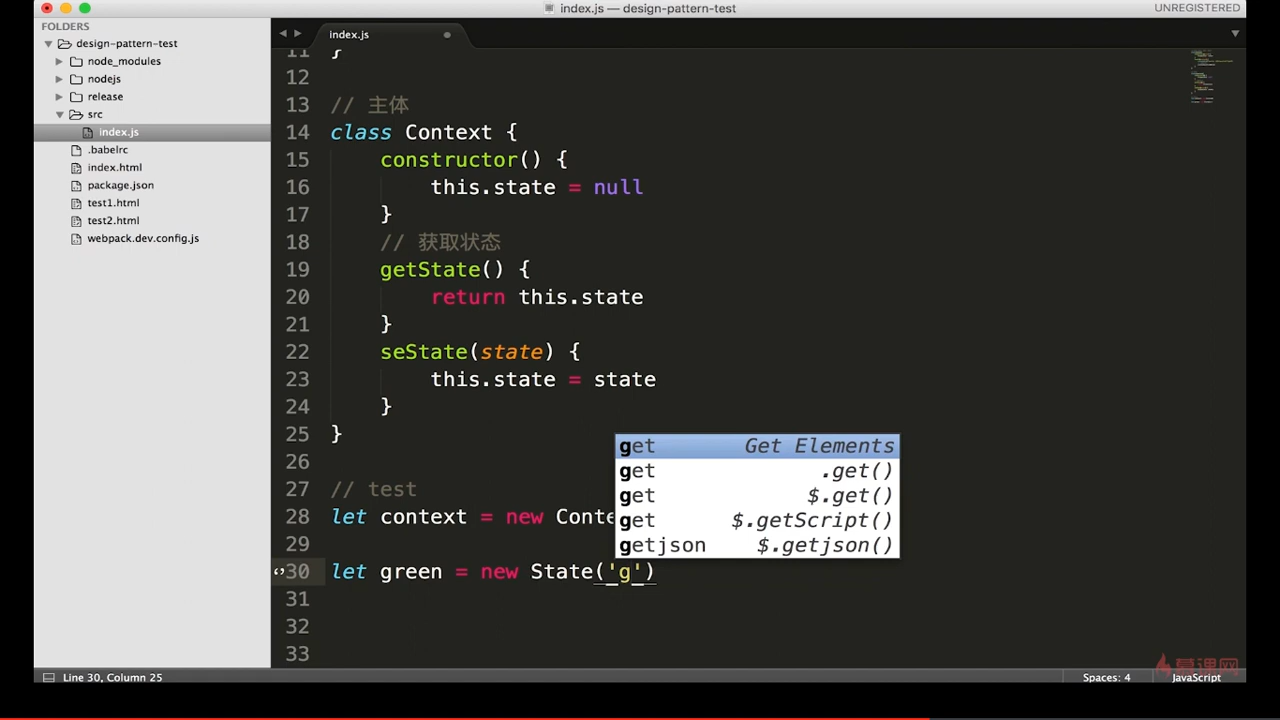 index.js — design-pattern-test
UNREGISTERED
FOLDERS
design-pattern-test
node_modules
nodejs
release
src
index.js
.babelrc
index.html
package.json
test1.html
test2.html
webpack.dev.config.js
index.js
11 }
12
13 // 主体
14 class Context {
15 constructor() {
16 this.state = null
17 }
18 // 获取状态
19 getState() {
20 return this.state
21 }
22 seState(state) {
23 this.state = state
24 }
25 }
26
27 // test
28 let context = new Conte
29
30 let green = new State('g')
31
32
33
get Get Elements
get .get()
get $.get()
get $.getScript()
getjson $.getjson()
Line 30, Column 25
Spaces: 4
JavaScript
慕课网